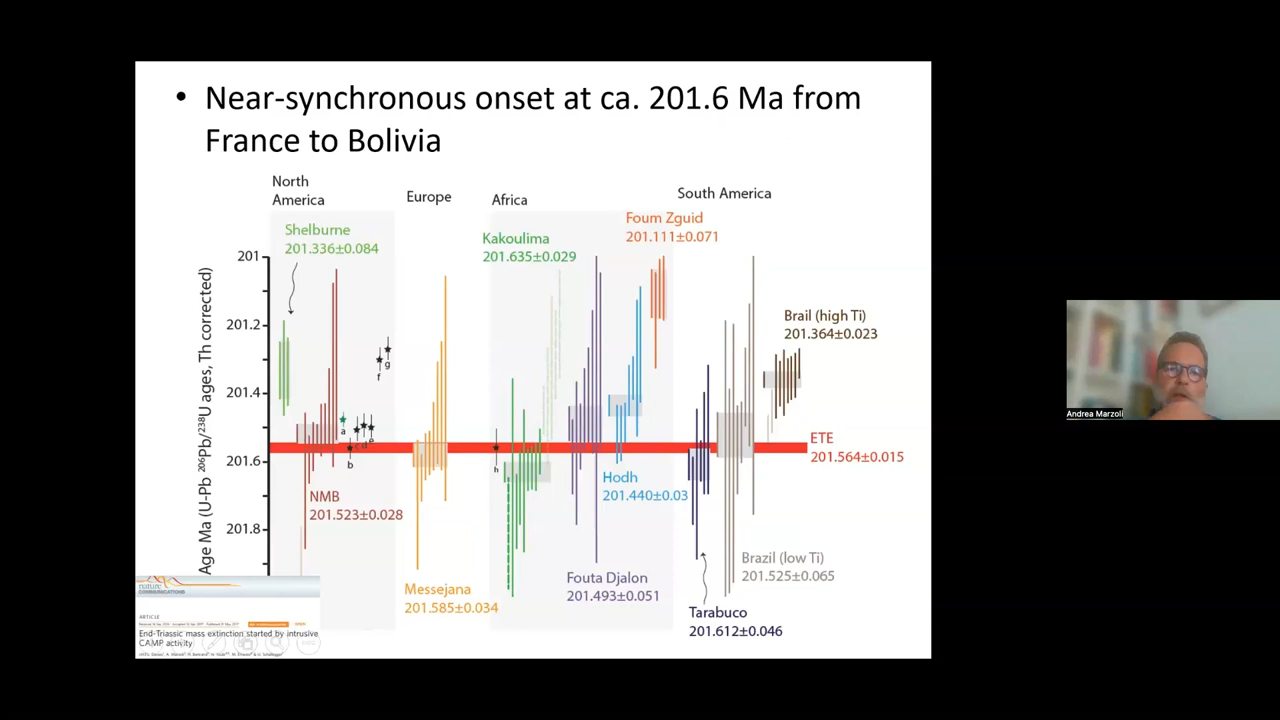 • Near-synchronous onset at ca. 201.6 Ma from
France to Bolivia
North
America
Europe
Africa
South America
Shelburne
201.336±0.084
Kakoulima
201.635±0.029
Foum Zguid
201.111±0.071
Brail (high Ti)
201.364±0.023
Age Ma (U-Pb 206Pb/238U ages, Th corrected)
201
201.2
201.4
201.6
201.8
a
b
c
d
e
f
g
h
ETE
201.564±0.015
NMB
201.523±0.028
Hodh
201.440±0.03
Messejana
201.585±0.034
Fouta Djalon
201.493±0.051
Brazil (low Ti)
201.525±0.065
Tarabuco
201.612±0.046
nature
COMMUNICATIONS
ARTICLE
End-Triassic mass extinction started by intrusive
CAMP activity
Andrea Marzoli